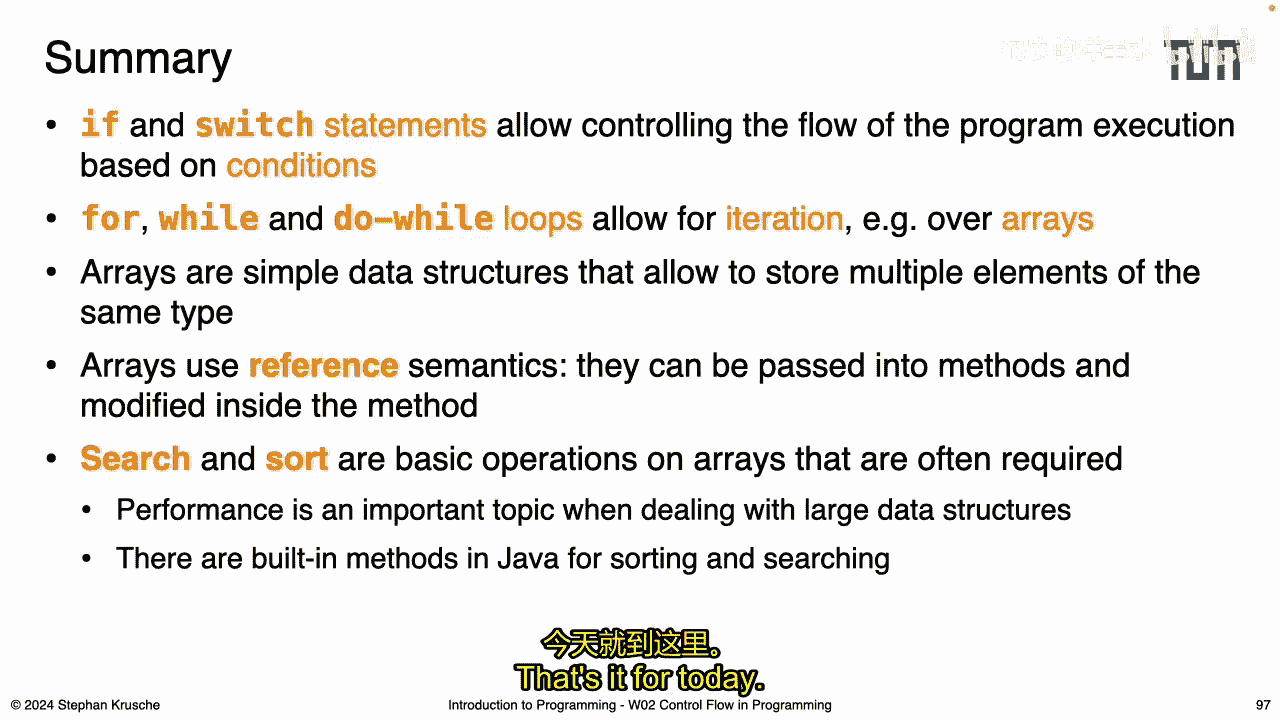 Summary
• if and switch statements allow controlling the flow of the program execution
based on conditions
• for, while and do-while loops allow for iteration, e.g. over arrays
• Arrays are simple data structures that allow to store multiple elements of the
same type
• Arrays use reference semantics: they can be passed into methods and
modified inside the method
• Search and sort are basic operations on arrays that are often required
• Performance is an important topic when dealing with large data structures
• There are built-in methods in Java for sorting and searching
今天就到这里。
That's it for today.
© 2024 Stephan Krusche
Introduction to Programming - W02 Control Flow in Programming
97